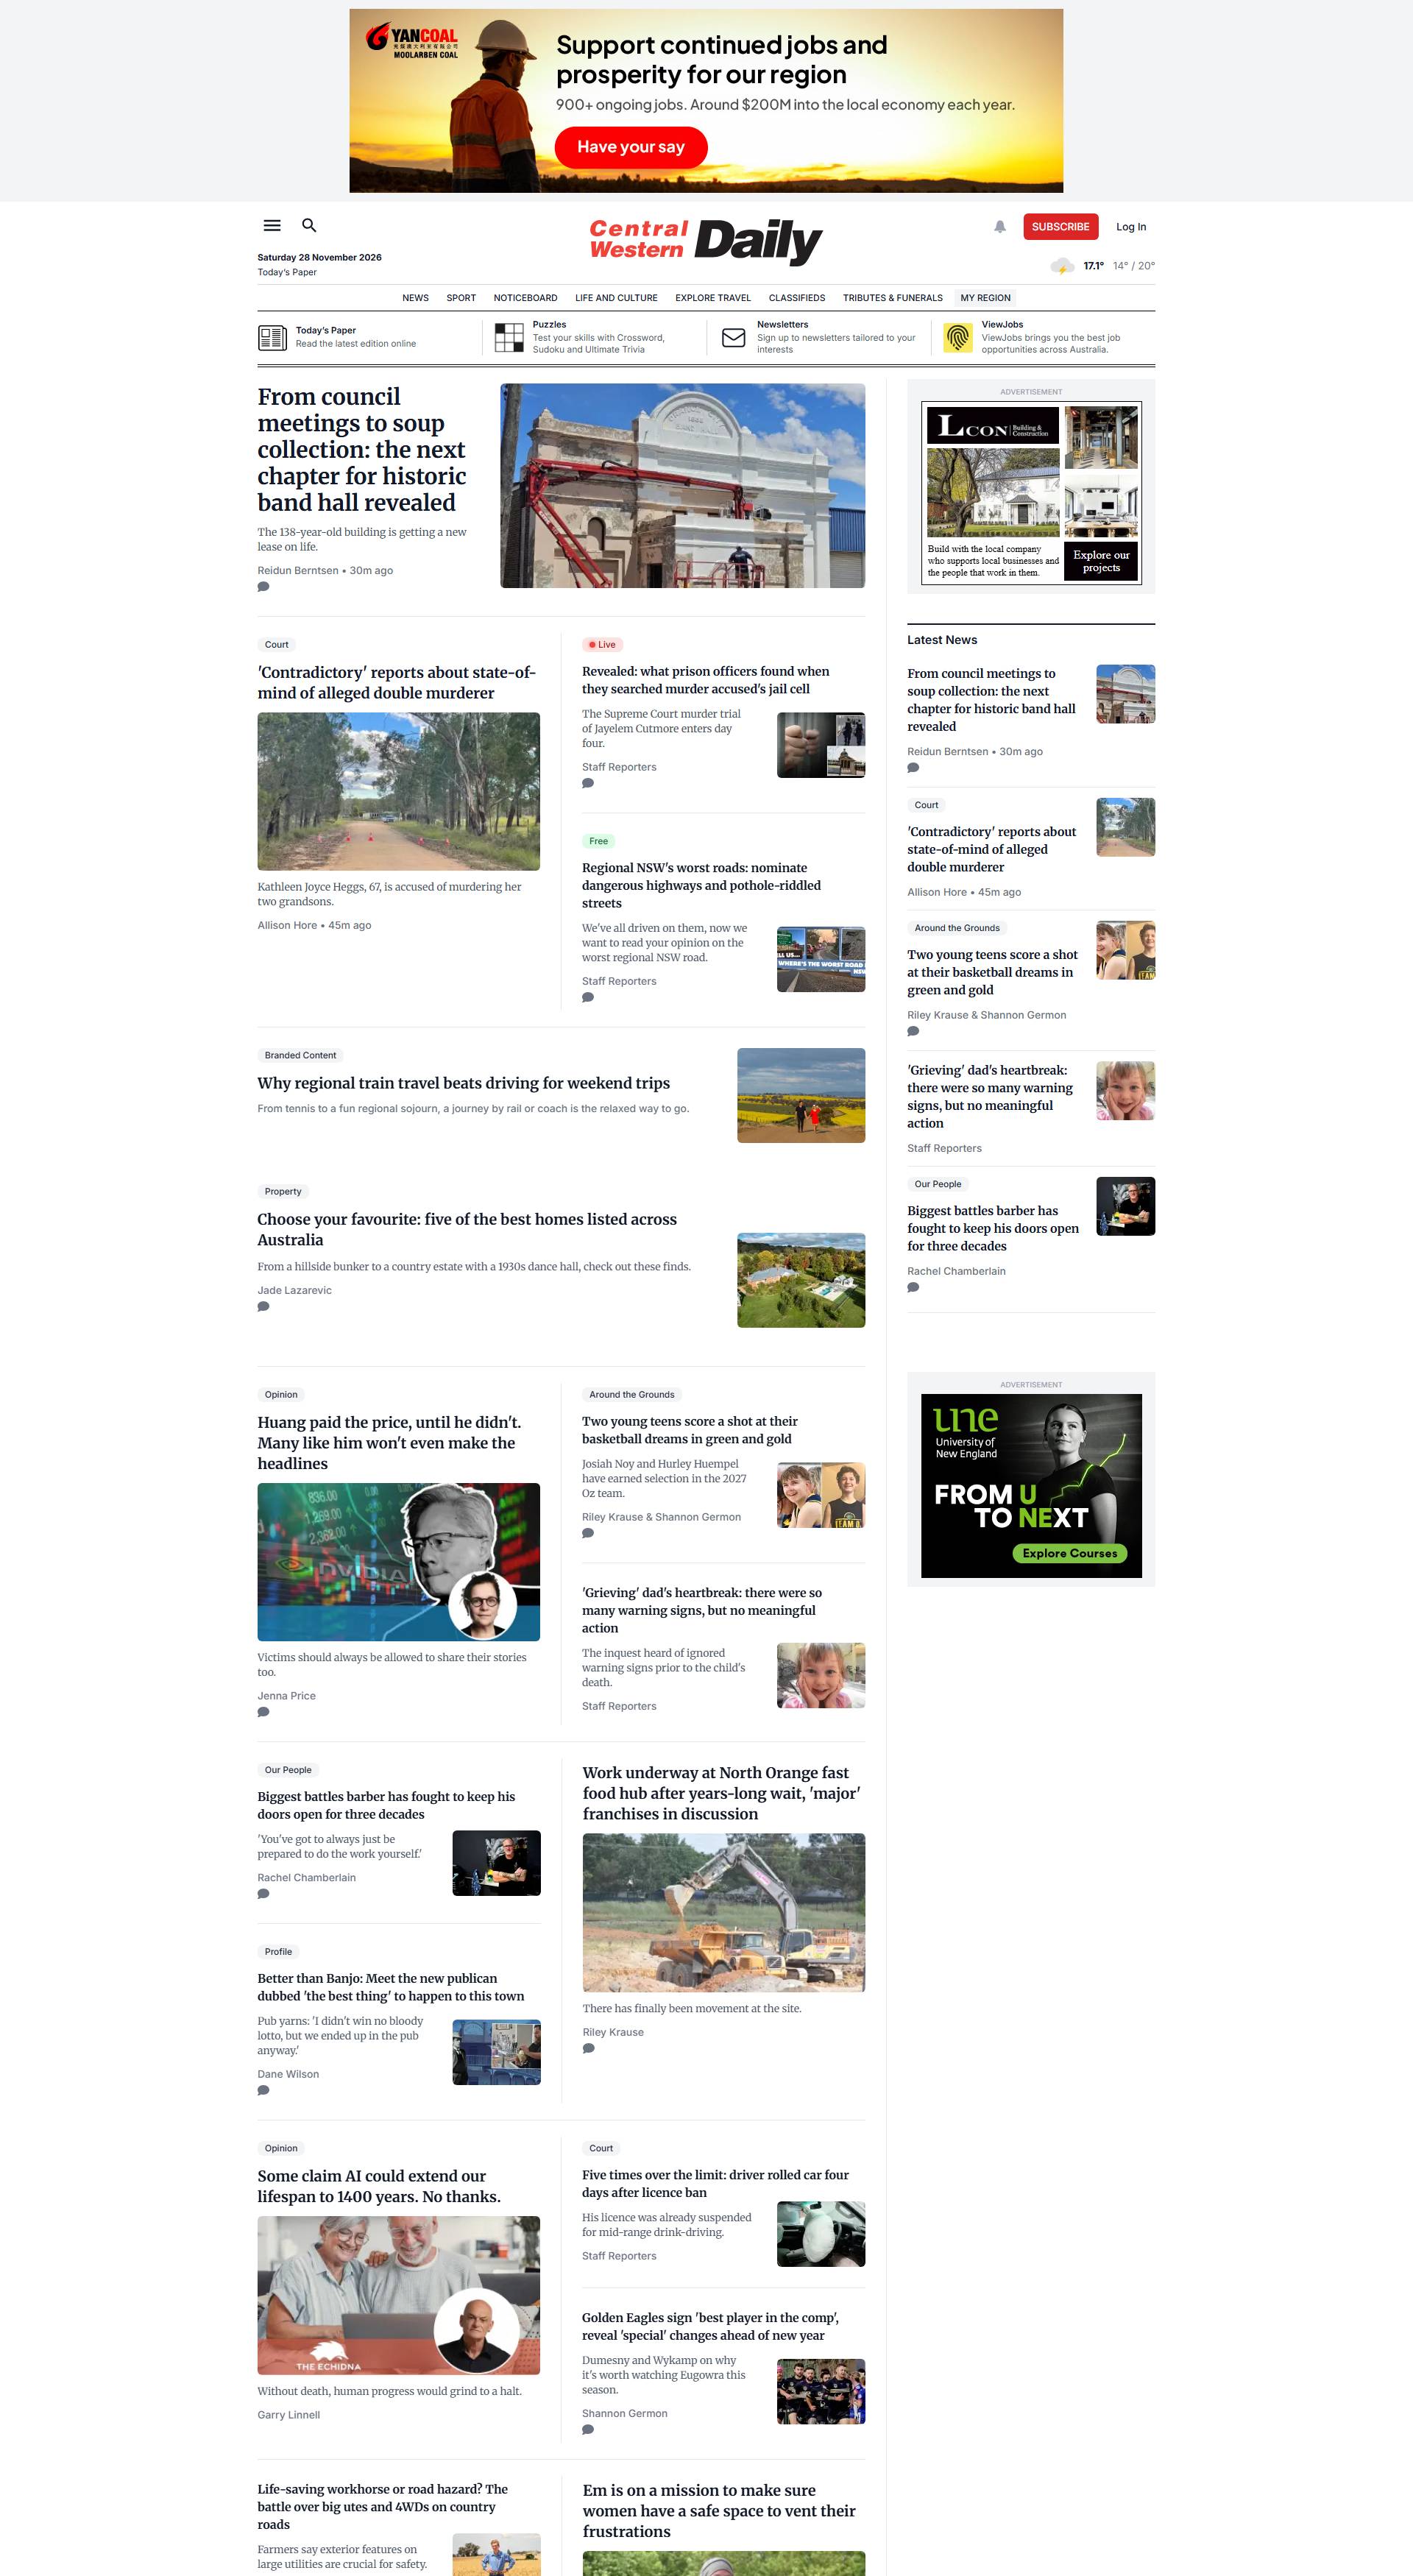 YANCOAL
MOOLARBEN COAL
Support continued jobs and
prosperity for our region
900+ ongoing jobs. Around $200M into the local economy each year.
Have your say
Central
Western
Daily
SUBSCRIBE
Log In
Saturday 28 November 2026
Today's Paper
17.1° 14° / 20°
NEWS SPORT NOTICEBOARD LIFE AND CULTURE EXPLORE TRAVEL CLASSIFIEDS TRIBUTES & FUNERALS MY REGION
Today's Paper
Read the latest edition online
Puzzles
Test your skills with Crossword,
Sudoku and Ultimate Trivia
Newsletters
Sign up to newsletters tailored to your
interests
ViewJobs
ViewJobs brings you the best job
opportunities across Australia.
From council
meetings to soup
collection: the next
chapter for historic
band hall revealed
The 138-year-old building is getting a new
lease on life.
Reidun Berntsen • 30m ago
Court
'Contradictory' reports about state-of-
mind of alleged double murderer
Kathleen Joyce Heggs, 67, is accused of murdering her
two grandsons.
Allison Hore • 45m ago
Live
Revealed: what prison officers found when
they searched murder accused's jail cell
The Supreme Court murder trial
of Jayelem Cutmore enters day
four.
Staff Reporters
Free
Regional NSW's worst roads: nominate
dangerous highways and pothole-riddled
streets
We've all driven on them, now we
want to read your opinion on the
worst regional NSW road.
Staff Reporters
Branded Content
Why regional train travel beats driving for weekend trips
From tennis to a fun regional sojourn, a journey by rail or coach is the relaxed way to go.
Property
Choose your favourite: five of the best homes listed across
Australia
From a hillside bunker to a country estate with a 1930s dance hall, check out these finds.
Jade Lazarevic
Opinion
Huang paid the price, until he didn't.
Many like him won't even make the
headlines
836.00
1,269.00
2,362.00
NVIDIA
Victims should always be allowed to share their stories
too.
Jenna Price
Around the Grounds
Two young teens score a shot at their
basketball dreams in green and gold
Josiah Noy and Hurley Huempel
have earned selection in the 2027
Oz team.
Riley Krause & Shannon Germon
'Grieving' dad's heartbreak: there were so
many warning signs, but no meaningful
action
The inquest heard of ignored
warning signs prior to the child's
death.
Staff Reporters
Our People
Biggest battles barber has fought to keep his
doors open for three decades
'You've got to always just be
prepared to do the work yourself.'
Rachel Chamberlain
Profile
Better than Banjo: Meet the new publican
dubbed 'the best thing' to happen to this town
Pub yarns: 'I didn't win no bloody
lotto, but we ended up in the pub
anyway.'
Dane Wilson
Work underway at North Orange fast
food hub after years-long wait, 'major'
franchises in discussion
There has finally been movement at the site.
Riley Krause
Opinion
Some claim AI could extend our
lifespan to 1400 years. No thanks.
THE ECHIDNA
Without death, human progress would grind to a halt.
Garry Linnell
Court
Five times over the limit: driver rolled car four
days after licence ban
His licence was already suspended
for mid-range drink-driving.
Staff Reporters
Golden Eagles sign 'best player in the comp',
reveal 'special' changes ahead of new year
Dumesny and Wykamp on why
it's worth watching Eugowra this
season.
Shannon Germon
Life-saving workhorse or road hazard? The
battle over big utes and 4WDs on country
roads
Farmers say exterior features on
large utilities are crucial for safety.
Em is on a mission to make sure
women have a safe space to vent their
frustrations
ADVERTISEMENT
LCON Building &
Construction
Build with the local company
who supports local businesses and
the people that work in them.
Explore our
projects
Latest News
From council meetings to
soup collection: the next
chapter for historic band hall
revealed
Reidun Berntsen • 30m ago
Court
'Contradictory' reports about
state-of-mind of alleged
double murderer
Allison Hore • 45m ago
Around the Grounds
Two young teens score a shot
at their basketball dreams in
green and gold
Riley Krause & Shannon Germon
'Grieving' dad's heartbreak:
there were so many warning
signs, but no meaningful
action
Staff Reporters
Our People
Biggest battles barber has
fought to keep his doors open
for three decades
Rachel Chamberlain
ADVERTISEMENT
une
University of
New England
FROM U
TO NEXT
Explore Courses